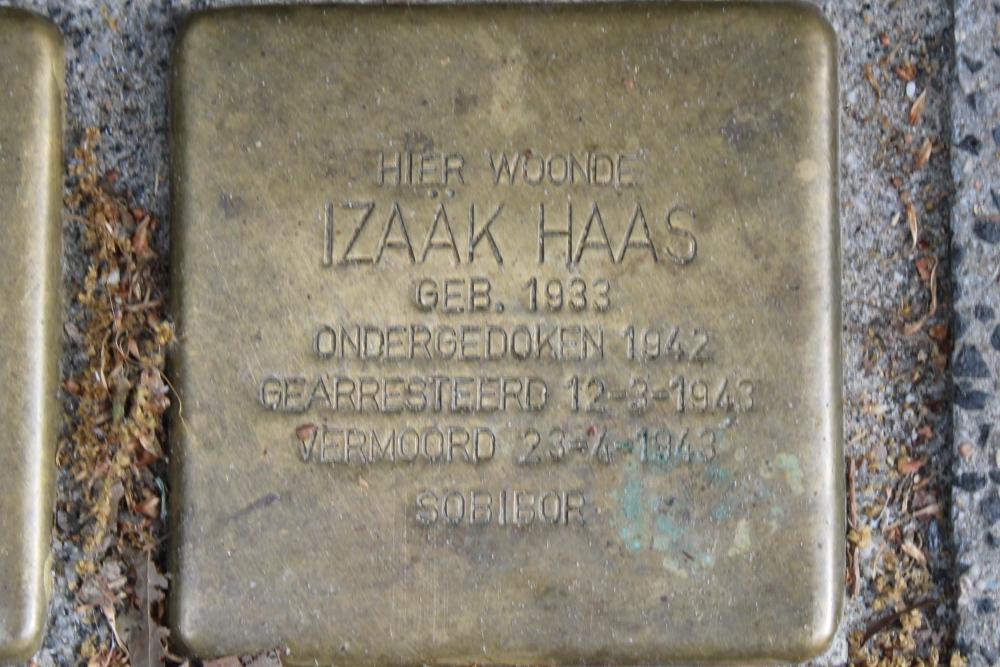 HIER WOONDE
IZAÄK HAAS
GEB. 1933
ONDERGEDOKEN 1942
GEARRESTEERD 12-3-1943
VERMOORD 23-4-1943
SOBIBOR